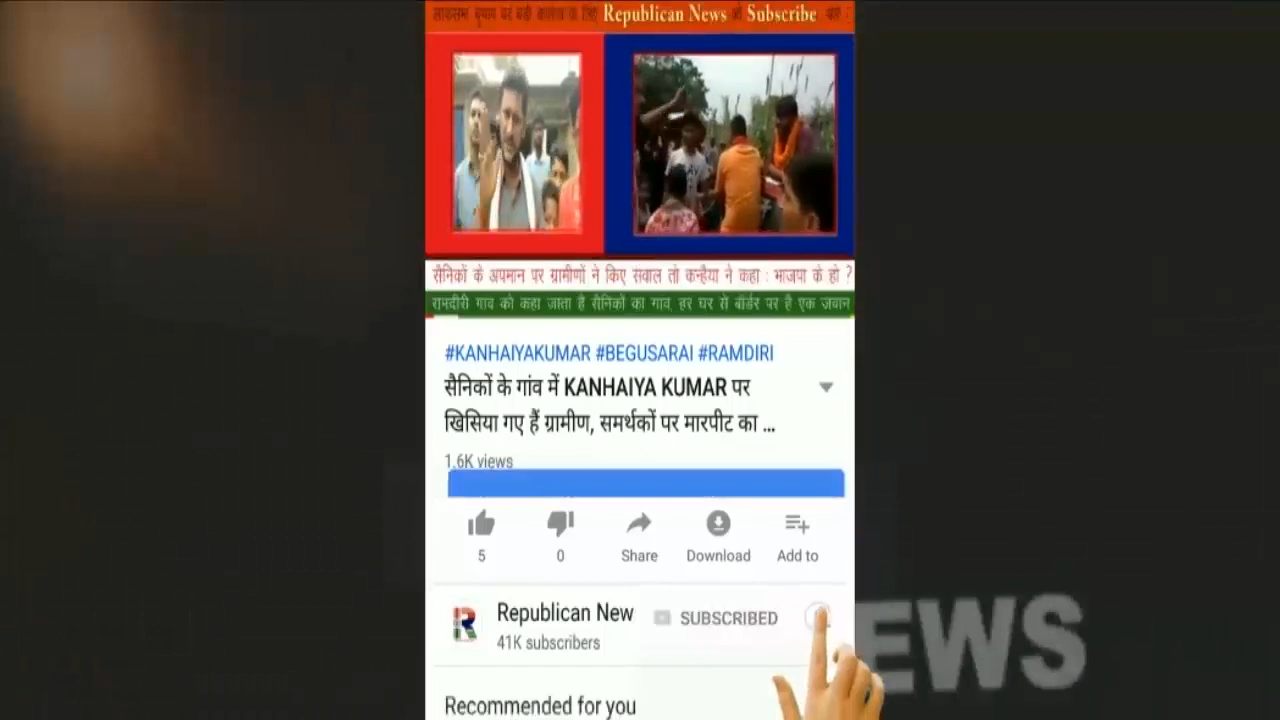 Republican News Subscribe
सैनिकों के अपमान पर ग्रामीणों ने किए सवाल तो कन्हैया ने कहा : भाजपा के हो ?
रामदीरी गाव को कहा जाता है सैनिकों का गाव, हर घर से बॉर्डर पर है एक जवान
#KANHAIYAKUMAR #BEGUSARAI #RAMDIRI
सैनिकों के गांव में KANHAIYA KUMAR पर
खिसिया गए हैं ग्रामीण, समर्थकों पर मारपीट का ...
1.6K views
5 0 Share Download Add to
Republican New SUBSCRIBED
41K subscribers
EWS
Recommended for you